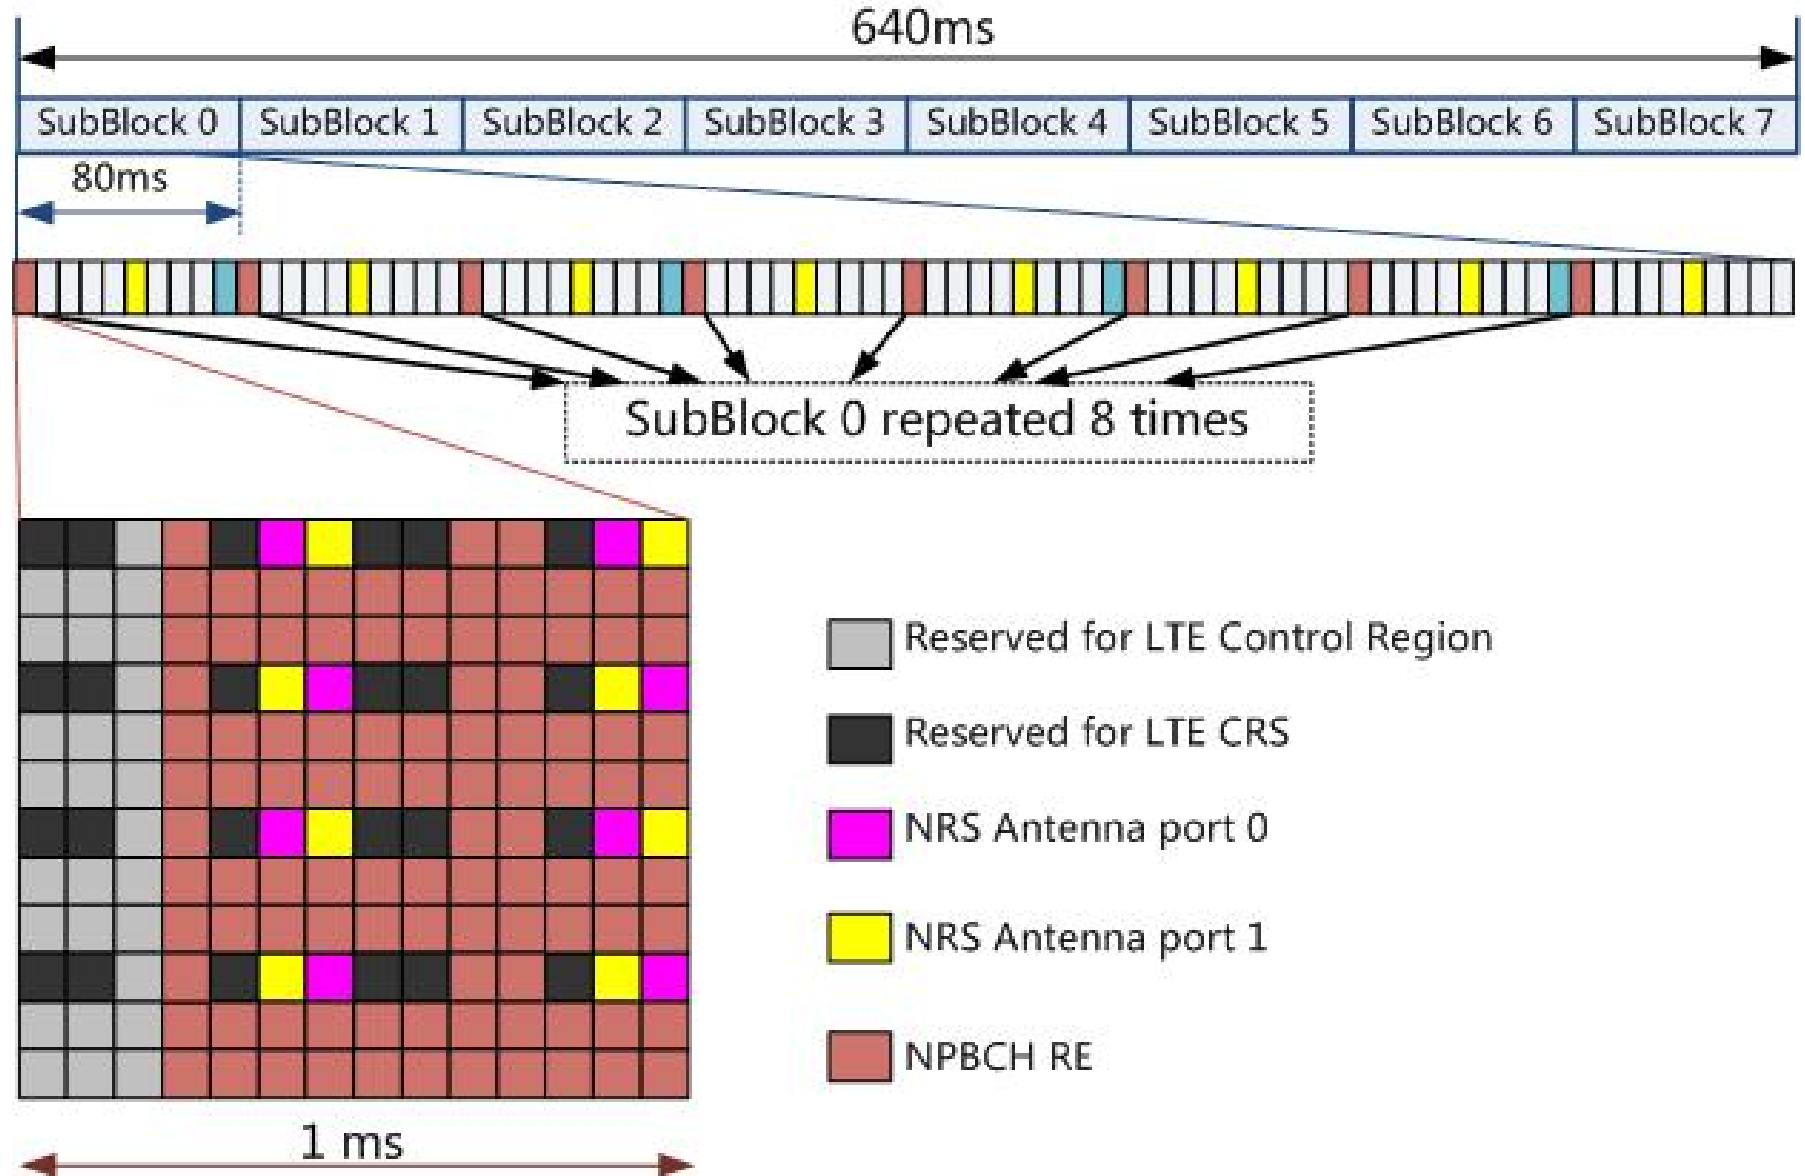 640ms
SubBlock 0 SubBlock 1 SubBlock 2 SubBlock 3 SubBlock 4 SubBlock 5 SubBlock 6 SubBlock 7
80ms
SubBlock 0 repeated 8 times
Reserved for LTE Control Region
Reserved for LTE CRS
NRS Antenna port 0
NRS Antenna port 1
NPBCH RE
1 ms